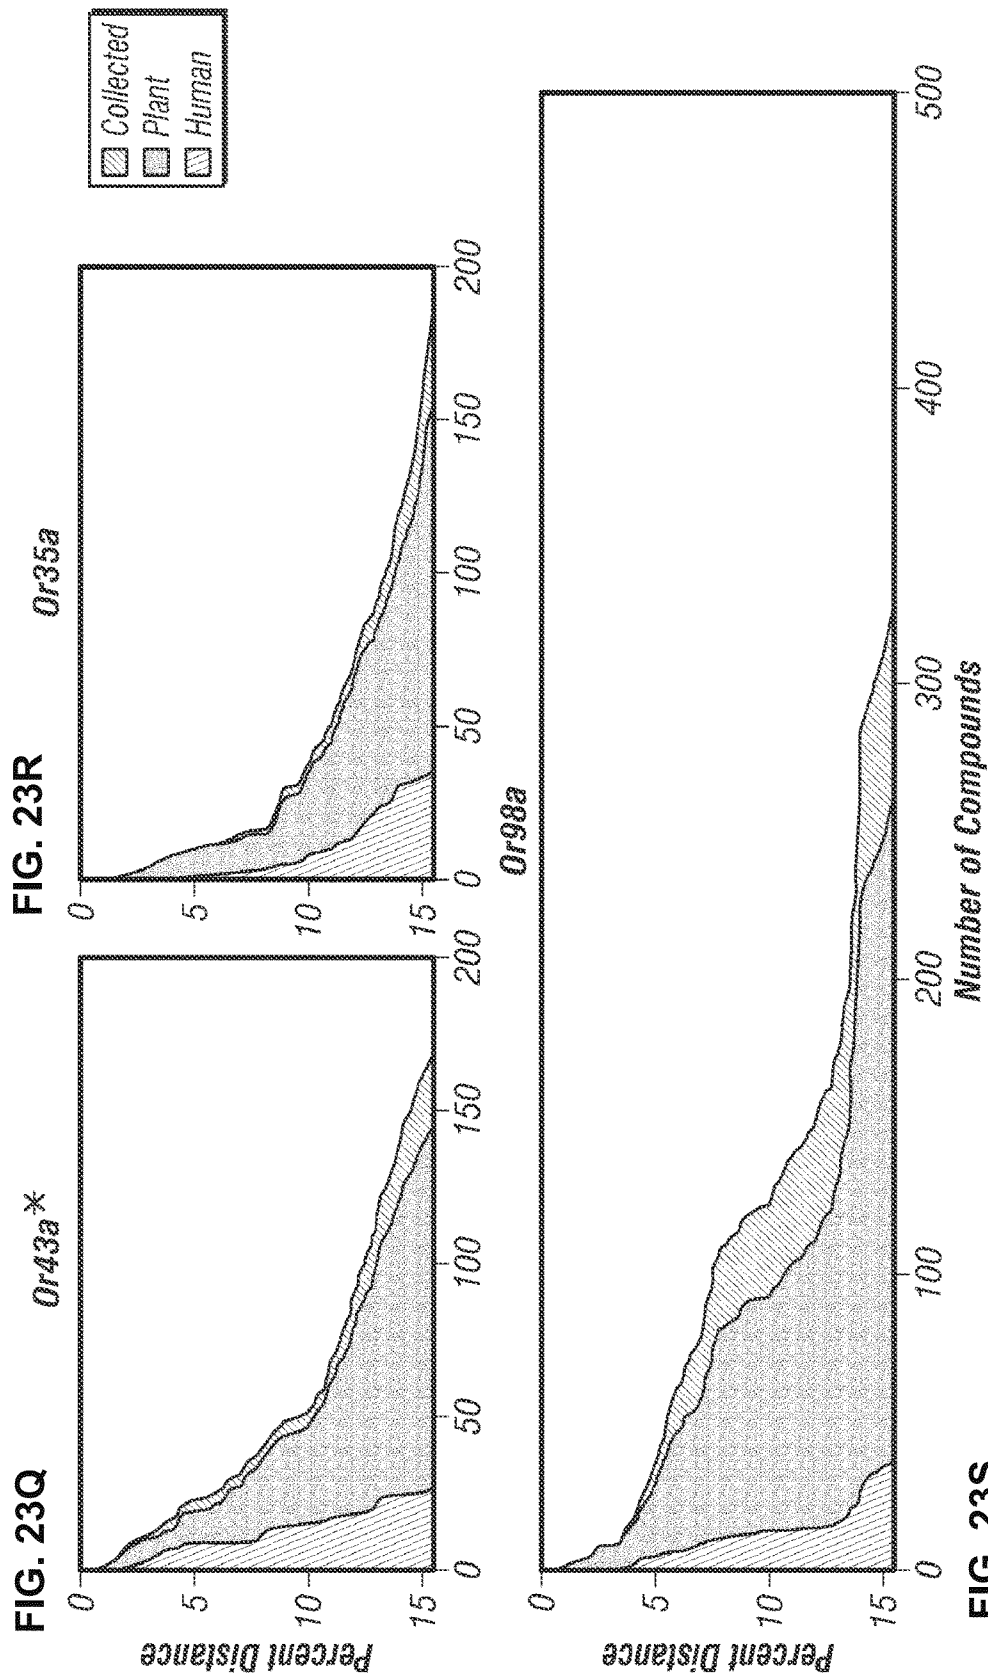 FIG. 23Q
Or43a*
0
5
10
15
Percent Distance
0
50
100
150
200
FIG. 23R
Or35a
0
5
10
15
0
50
100
150
200
Collected
Plant
Human
FIG. 23S
Or98a
0
5
10
15
Percent Distance
0
100
200
300
400
500
Number of Compounds